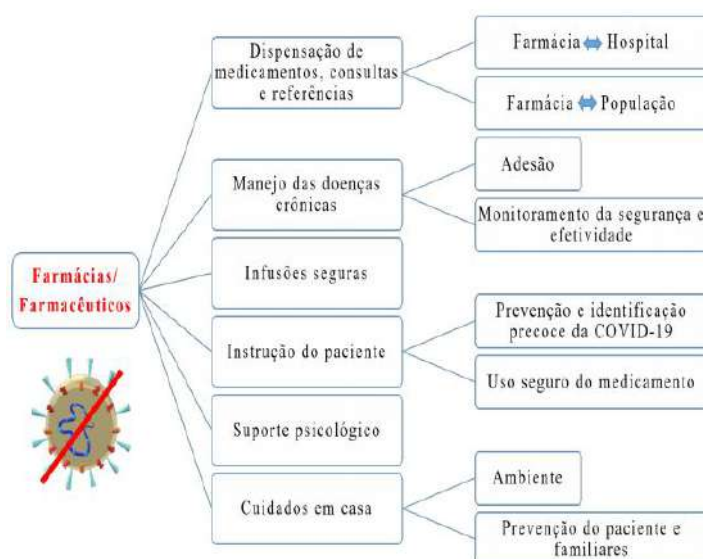 Farmácias/
Farmacêuticos
Dispensação de
medicamentos, consultas
e referências
Farmácia Hospital
Farmácia População
Manejo das doenças
crônicas
Adesão
Monitoramento da segurança e
efetividade
Infusões seguras
Instrução do paciente
Prevenção e identificação
precoce da COVID-19
Uso seguro do medicamento
Suporte psicológico
Cuidados em casa
Ambiente
Prevenção do paciente e
familiares